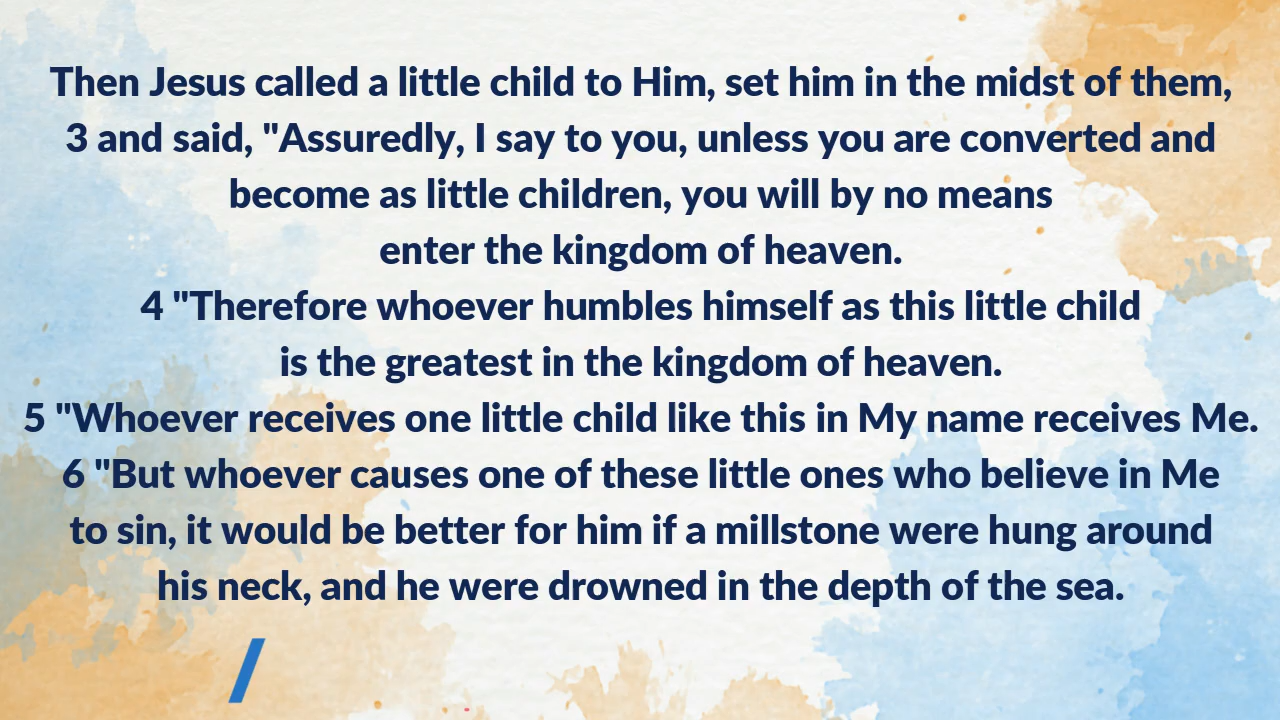 Then Jesus called a little child to Him, set him in the midst of them,
3 and said, "Assuredly, I say to you, unless you are converted and
become as little children, you will by no means
enter the kingdom of heaven.
4 "Therefore whoever humbles himself as this little child
is the greatest in the kingdom of heaven.
5 "Whoever receives one little child like this in My name receives Me.
6 "But whoever causes one of these little ones who believe in Me
to sin, it would be better for him if a millstone were hung around
his neck, and he were drowned in the depth of the sea.
/